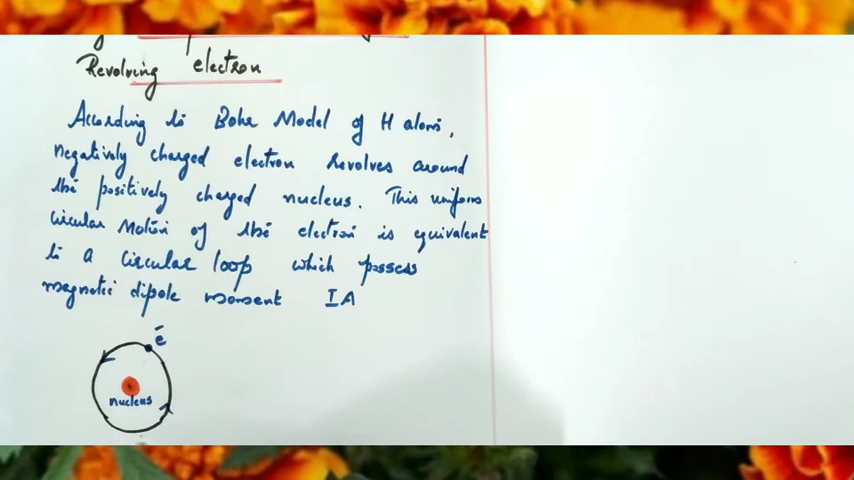 Revolving electron
According to Bohr Model of H atom,
Negatively charged electron revolves around
the positively charged nucleus. This uniform
circular Motion of the electron is equivalent
to a circular loop which possess
magnetic dipole moment IA
ē
nucleus